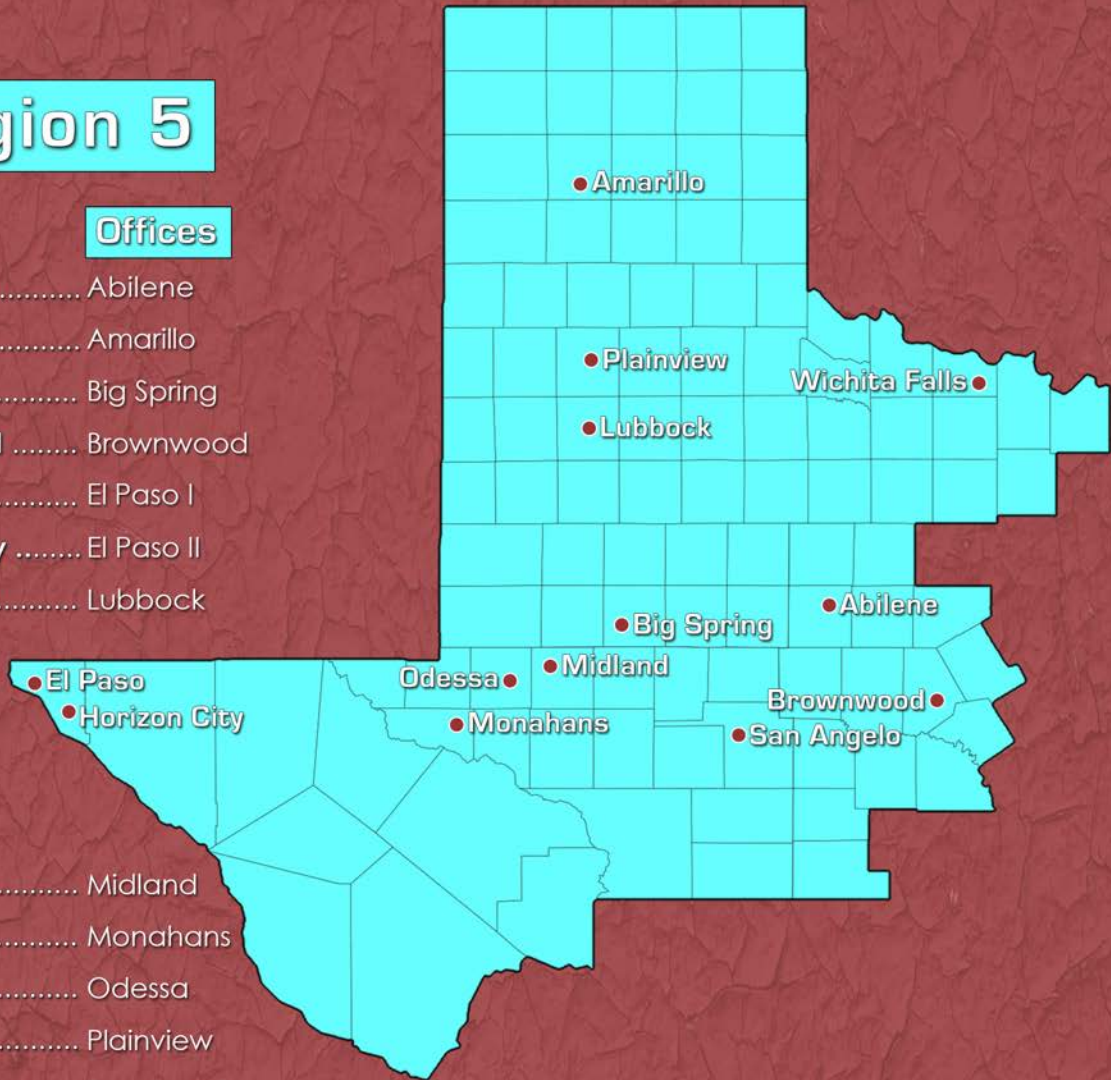 gion 5
Offices
.......... Abilene
.......... Amarillo
.......... Big Spring
l ........ Brownwood
.......... El Paso I
y ....... El Paso II
.......... Lubbock
.......... Midland
.......... Monahans
.......... Odessa
.......... Plainview
Amarillo
Plainview
Wichita Falls
Lubbock
Abilene
Big Spring
Midland
Odessa
El Paso
Brownwood
Horizon City
Monahans
San Angelo